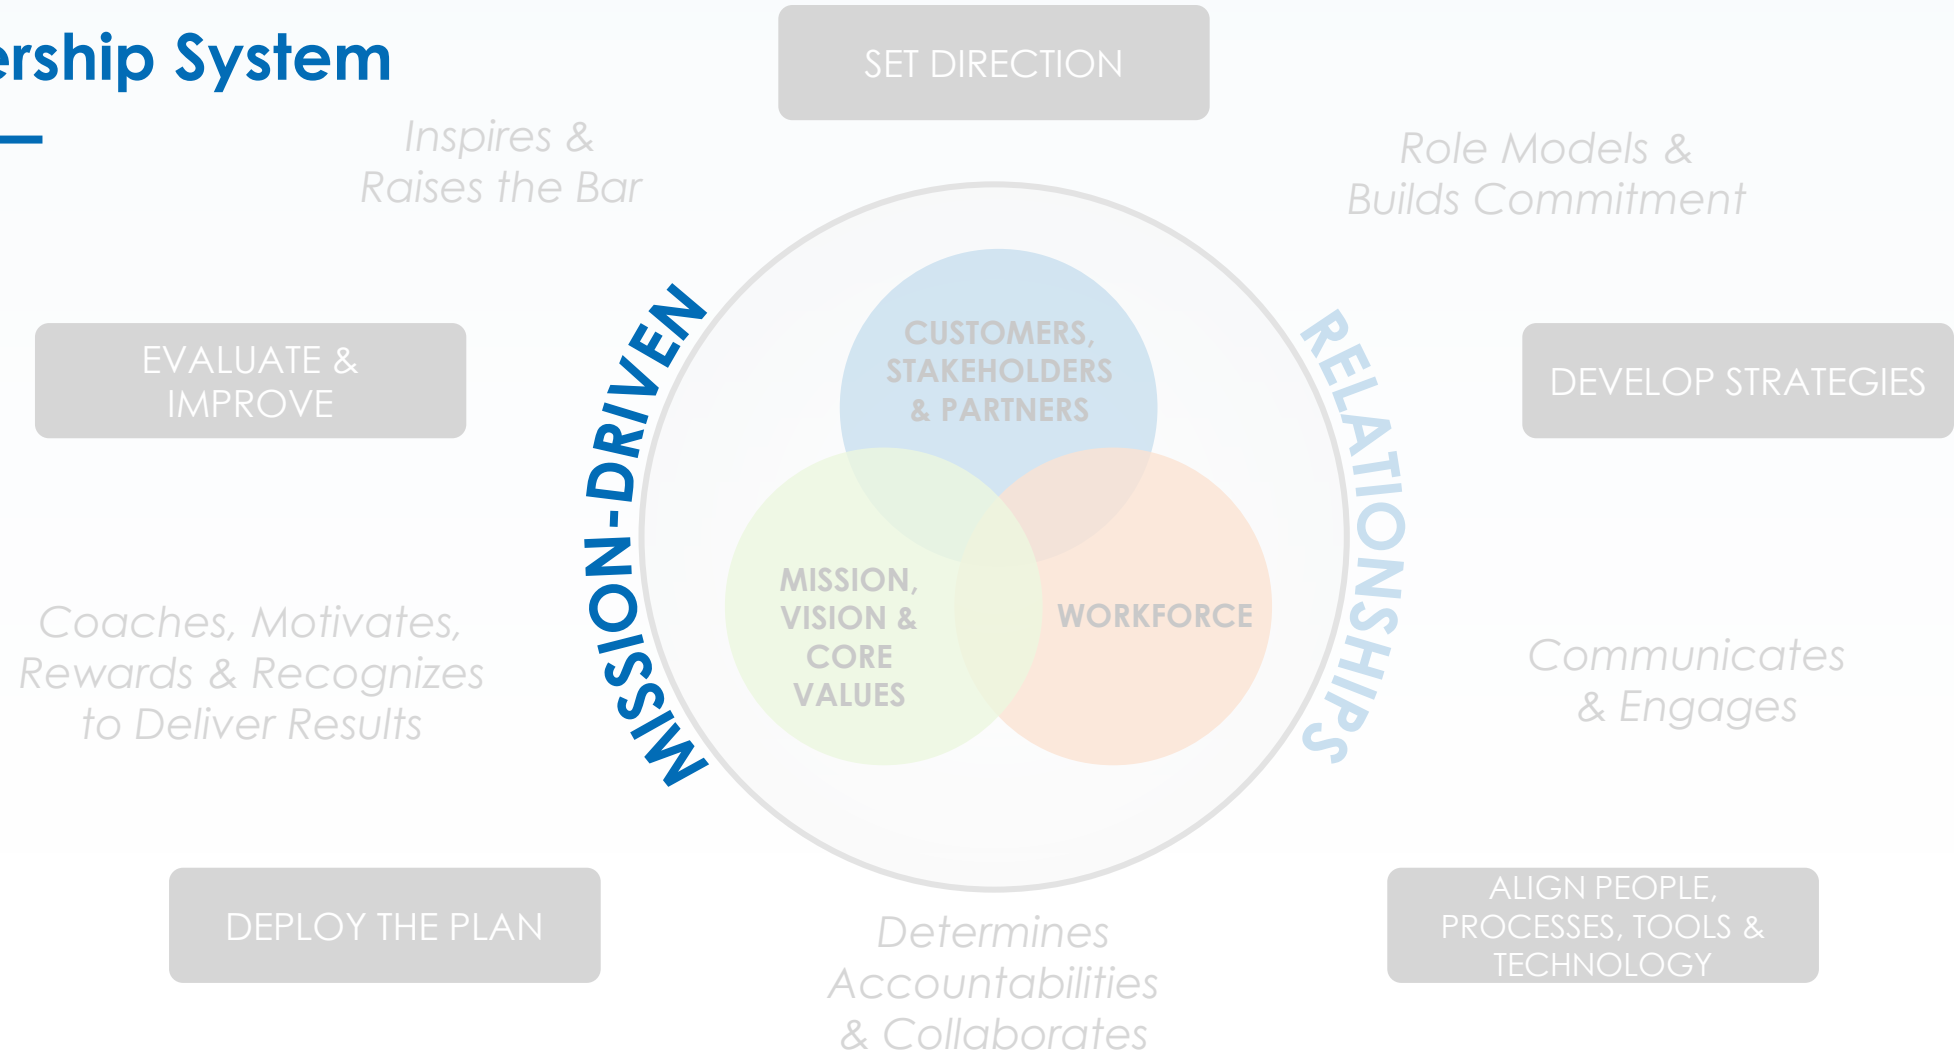 ership System
SET DIRECTION
Inspires &
Raises the Bar
Role Models &
Builds Commitment
MISSION-DRIVEN
RELATIONSHIPS
CUSTOMERS,
STAKEHOLDERS
& PARTNERS
EVALUATE &
IMPROVE
DEVELOP STRATEGIES
MISSION,
VISION &
CORE
VALUES
WORKFORCE
Coaches, Motivates,
Rewards & Recognizes
to Deliver Results
Communicates
& Engages
DEPLOY THE PLAN
ALIGN PEOPLE,
PROCESSES, TOOLS &
TECHNOLOGY
Determines
Accountabilities
& Collaborates